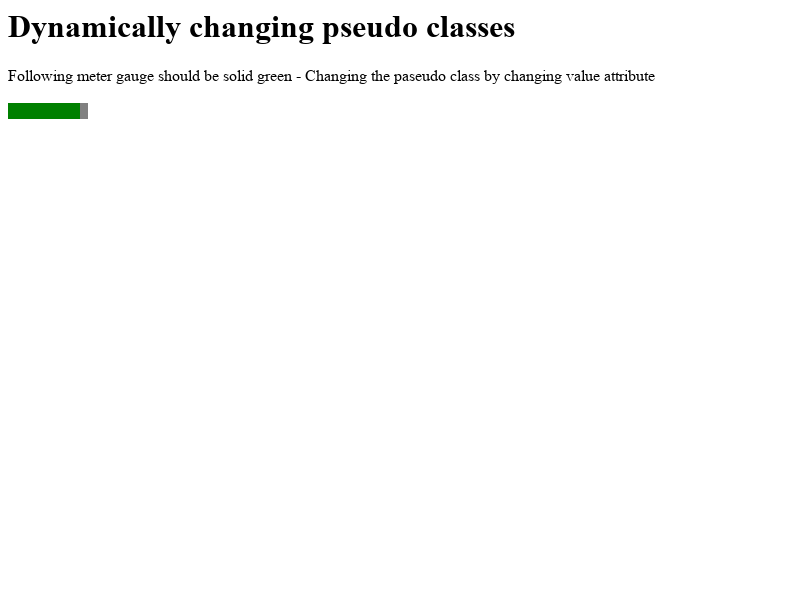 Dynamically changing pseudo classes
Following meter gauge should be solid green - Changing the paseudo class by changing value attribute